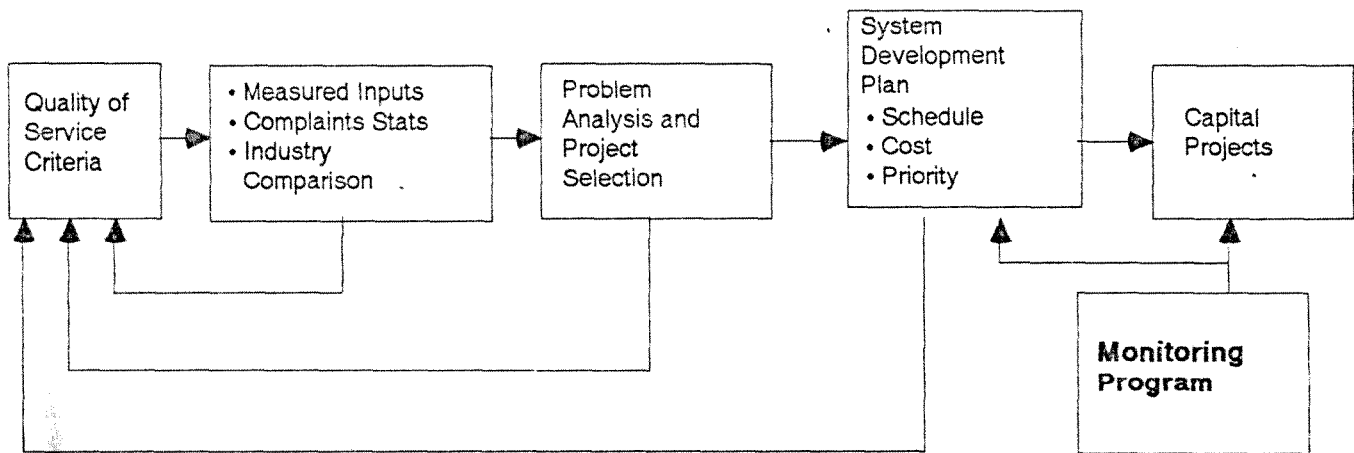 Quality of
Service
Criteria
• Measured Inputs
• Complaints Stats
• Industry
Comparison
Problem
Analysis and
Project
Selection
System
Development
Plan
• Schedule
• Cost
• Priority
Capital
Projects
Monitoring
Program